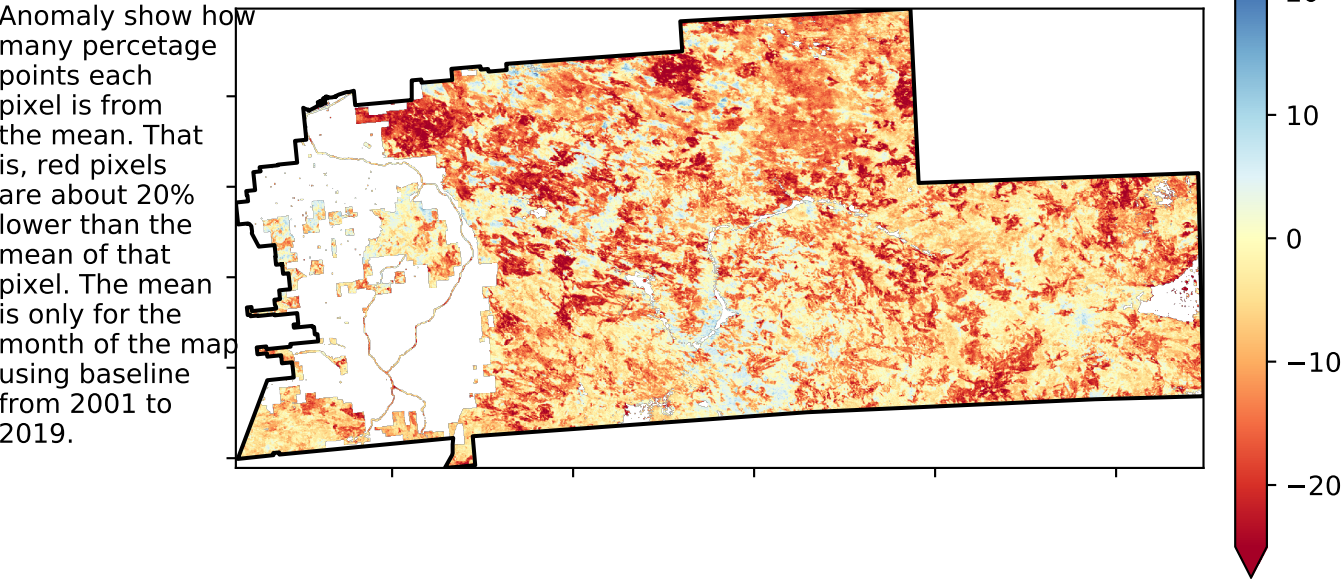 Anomaly show how
many percetage
points each
pixel is from
the mean. That
is, red pixels
are about 20%
lower than the
mean of that
pixel. The mean
is only for the
month of the map
using baseline
from 2001 to
2019.
10
0
−10
−20